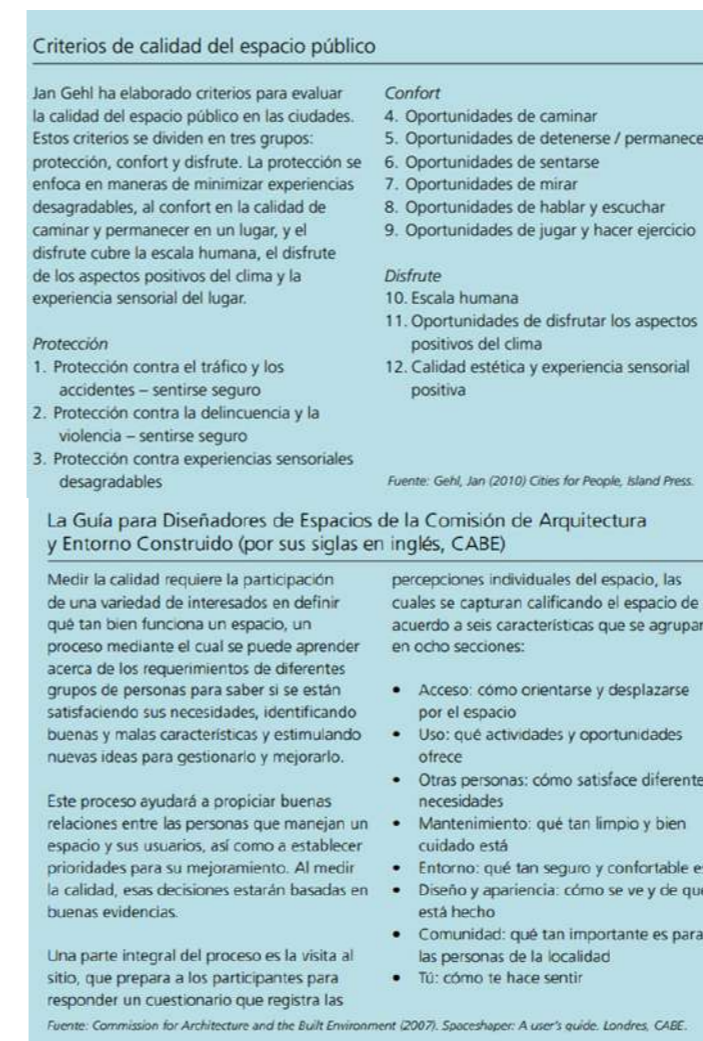 Criterios de calidad del espacio público
Jan Gehl ha elaborado criterios para evaluar
la calidad del espacio público en las ciudades.
Estos criterios se dividen en tres grupos:
protección, confort y disfrute. La protección se
enfoca en maneras de minimizar experiencias
desagradables, al confort en la calidad de
caminar y permanecer en un lugar, y el
disfrute cubre la escala humana, el disfrute
de los aspectos positivos del clima y la
experiencia sensorial del lugar.
Protección
1. Protección contra el tráfico y los
accidentes – sentirse seguro
2. Protección contra la delincuencia y la
violencia – sentirse seguro
3. Protección contra experiencias sensoriales
desagradables
Confort
4. Oportunidades de caminar
5. Oportunidades de detenerse / permanece
6. Oportunidades de sentarse
7. Oportunidades de mirar
8. Oportunidades de hablar y escuchar
9. Oportunidades de jugar y hacer ejercicio
Disfrute
10. Escala humana
11. Oportunidades de disfrutar los aspectos
positivos del clima
12. Calidad estética y experiencia sensorial
positiva
Fuente: Gehl, Jan (2010) Cities for People, Island Press.
La Guía para Diseñadores de Espacios de la Comisión de Arquitectura
y Entorno Construido (por sus siglas en inglés, CABE)
Medir la calidad requiere la participación
de una variedad de interesados en definir
qué tan bien funciona un espacio, un
proceso mediante el cual se puede aprender
acerca de los requerimientos de diferentes
grupos de personas para saber si se están
satisfaciendo sus necesidades, identificando
buenas y malas características y estimulando
nuevas ideas para gestionarlo y mejorarlo.
Este proceso ayudará a propiciar buenas
relaciones entre las personas que manejan un
espacio y sus usuarios, así como a establecer
prioridades para su mejoramiento. Al medir
la calidad, esas decisiones estarán basadas en
buenas evidencias.
Una parte integral del proceso es la visita al
sitio, que prepara a los participantes para
responder un cuestionario que registra las
percepciones individuales del espacio, las
cuales se capturan calificando el espacio de
acuerdo a seis características que se agrupan
en ocho secciones:
• Acceso: cómo orientarse y desplazarse
por el espacio
• Uso: qué actividades y oportunidades
ofrece
• Otras personas: cómo satisface diferente
necesidades
• Mantenimiento: qué tan limpio y bien
cuidado está
• Entorno: qué tan seguro y confortable es
• Diseño y apariencia: cómo se ve y de qué
está hecho
• Comunidad: qué tan importante es para
las personas de la localidad
• Tú: cómo te hace sentir
Fuente: Commission for Architecture and the Built Environment (2007). Spaceshaper: A user's guide. Londres, CABE.